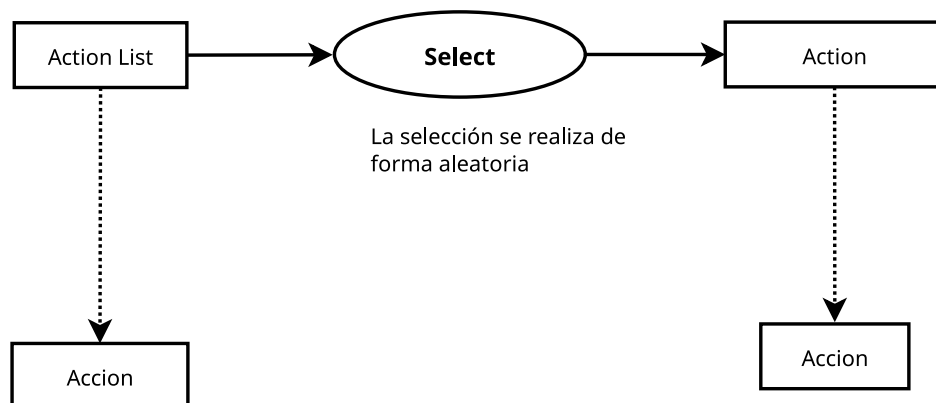 Action List
Select
Action
La selección se realiza de
forma aleatoria
Accion
Accion